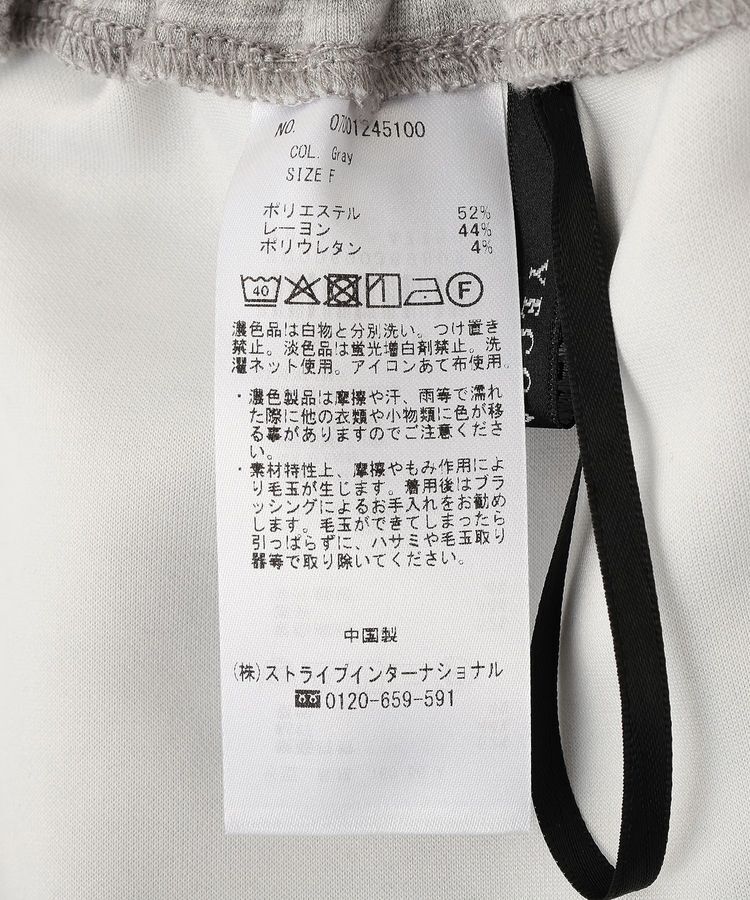 NO. 07001245100
COL. Gray
SIZE F
ポリエステル 52%
レーヨン 44%
ポリウレタン 4%
40 F
濃色品は白物と分別洗い。つけ置き
禁止。淡色品は蛍光増白剤禁止。洗
濯ネット使用。アイロンあて布使用。
・濃色製品は摩擦や汗、雨等で濡れ
た際に他の衣類や小物類に色が移
る事がありますのでご注意くださ
い。
・素材特性上、摩擦やもみ作用によ
り毛玉が生じます。着用後はブラ
ッシングによるお手入れをお勧め
します。毛玉ができてしまったら
引っぱらずに、ハサミや毛玉取り
器等で取り除いてください。
中国製
(株)ストライプインターナショナル
0120-659-591